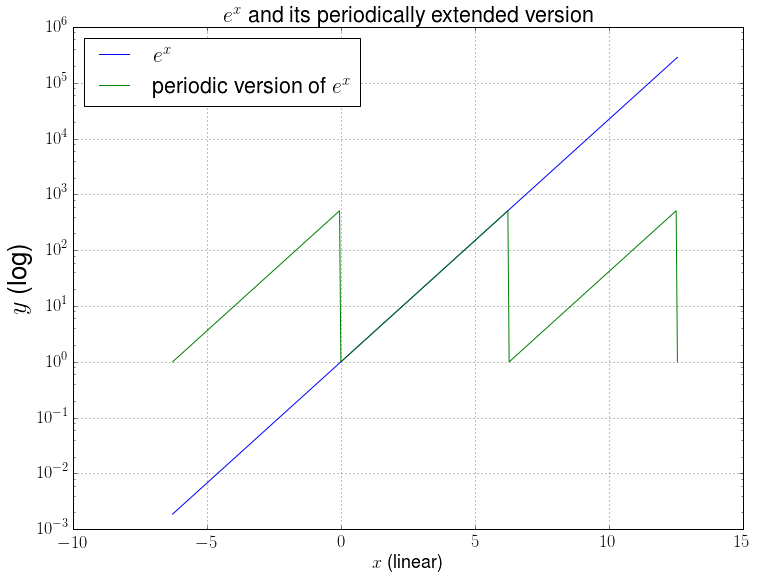 $e^x$ and its periodically extended version
$e^x$
periodic version of $e^x$
$10^6$
$10^5$
$10^4$
$10^3$
$10^2$
$10^1$
$10^0$
$10^{-1}$
$10^{-2}$
$10^{-3}$
$y$ (log)
−10 −5 0 5 10 15
$x$ (linear)